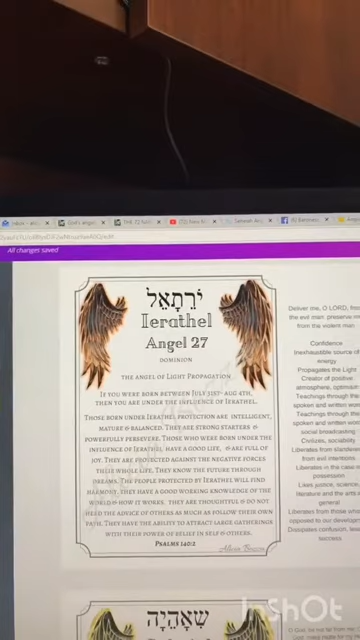 All changes saved
יֹרְתְאֵל
Ierathel
Angel 27
DOMINION
THE ANGEL OF LIGHT PROPAGATION
IF YOU WERE BORN BETWEEN JULY 31ST- AUG 4TH,
THEN YOU ARE UNDER THE INFLUENCE OF IERATHEL.
THOSE BORN UNDER IERATHEL PROTECTION ARE INTELLIGENT,
MATURE & BALANCED. THEY ARE STRONG STARTERS &
POWERFULLY PERSEVERE. THOSE WHO WERE BORN UNDER THE
INFLUENCE OF IERATHEL HAVE A GOOD LIFE, & ARE FULL OF
JOY. THEY ARE PROTECTED AGAINST THE NEGATIVE FORCES
THEIR WHOLE LIFE. THEY KNOW THE FUTURE THROUGH
DREAMS. THE PEOPLE PROTECTED BY IERATHEL WILL FIND
HARMONY. THEY HAVE A GOOD WORKING KNOWLEDGE OF THE
WORLD & HOW IT WORKS. THEY ARE THOUGHTFUL & DO NOT
NEED THE ADVICE OF OTHERS AS MUCH AS FOLLOW THEIR OWN
PATH. THEY HAVE THE ABILITY TO ATTRACT LARGE GATHERINGS
WITH THEIR POWER OF BELIEF IN SELF & OTHERS.
PSALMS 140:2
Deliver me, O LORD, from
the evil man: preserve me
from the violent man
Confidence
Inexhaustible source of
energy
Propagates the Light
Creator of positive
atmosphere, optimism
Teachings through the
spoken and written word
Teachings through the
spoken and written word
social broadcasting
Civilizes, sociability
Liberates from slanderers
from evil intentions
Liberates in the case of
possession
Likes justice, science,
literature and the arts in
general
Liberates from those who
opposed to our development
Dissipates confusion, lead
success
שְׁאֵהְיָה
InShOt